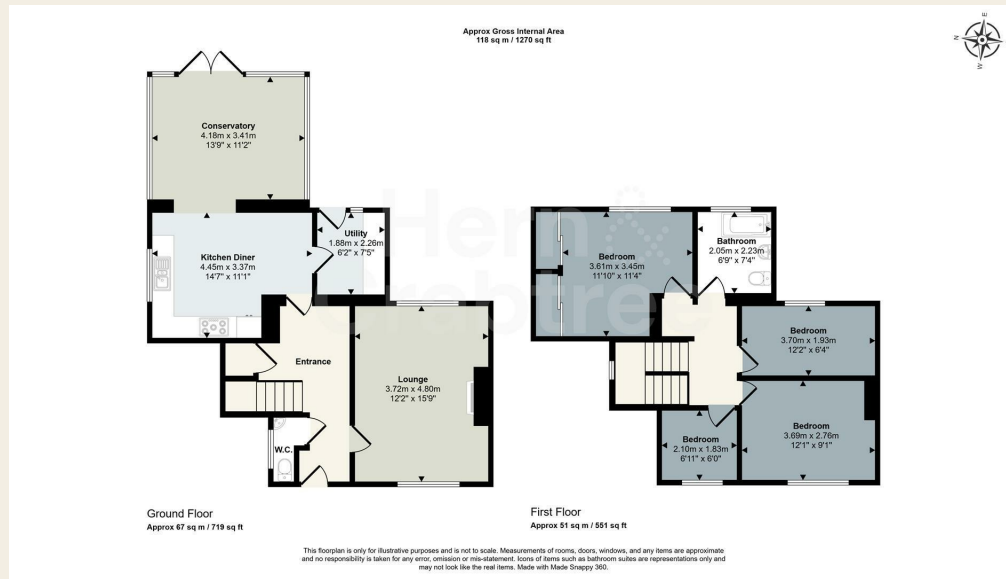 Approx Gross Internal Area
118 sq m / 1270 sq ft
N
E
W
Conservatory
4.18m x 3.41m
13'9" x 11'2"
Utility
1.88m x 2.26m
6'2" x 7'5"
Kitchen Diner
4.45m x 3.37m
14'7" x 11'1"
Entrance
Lounge
3.72m x 4.80m
12'2" x 15'9"
W.C.
Ground Floor
Approx 67 sq m / 719 sq ft
Bedroom
3.61m x 3.45m
11'10" x 11'4"
Bathroom
2.05m x 2.23m
6'9" x 7'4"
Bedroom
3.70m x 1.93m
12'2" x 6'4"
Bedroom
3.69m x 2.76m
12'1" x 9'1"
Bedroom
2.10m x 1.83m
6'11" x 6'0"
First Floor
Approx 51 sq m / 551 sq ft
Hern &
Crabtree
This floorplan is only for illustrative purposes and is not to scale. Measurements of rooms, doors, windows, and any items are approximate
and no responsibility is taken for any error, omission or mis-statement. Icons of items such as bathroom suites are representations only and
may not look like the real items. Made with Made Snappy 360.